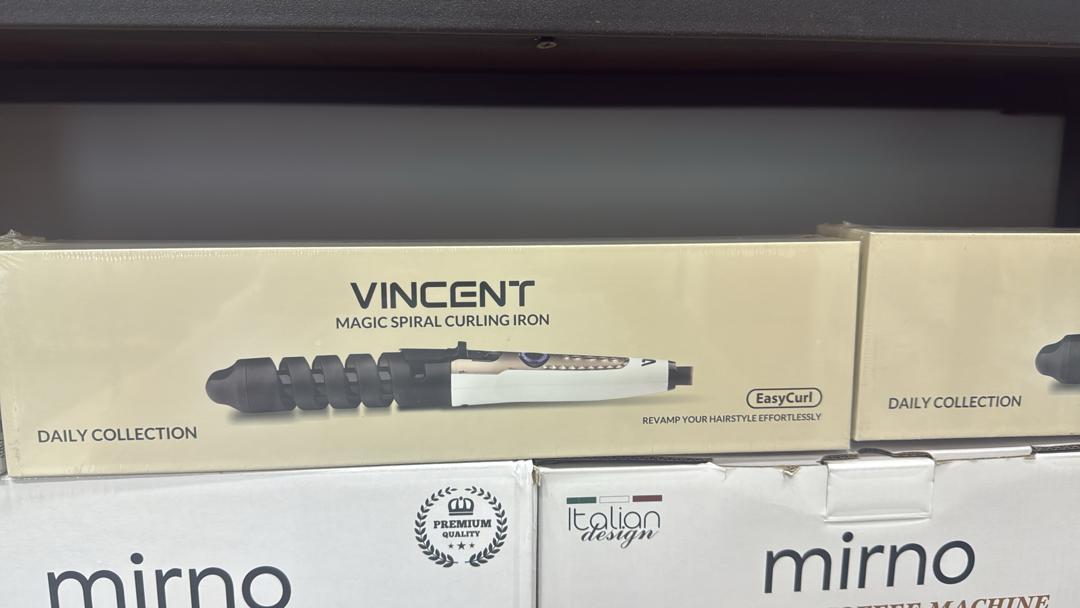 VINCENT
MAGIC SPIRAL CURLING IRON
EasyCurl
REVAMP YOUR HAIRSTYLE EFFORTLESSLY
DAILY COLLECTION
DAILY COLLECTION
PREMIUM
QUALITY
mirno
Italian
design
mirno
MACHINE